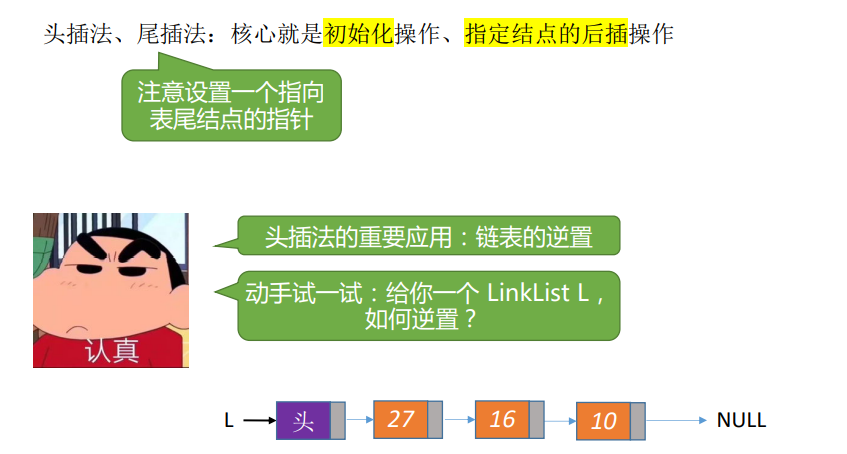 头插法、尾插法：核心就是初始化操作、指定结点的后插操作
注意设置一个指向
表尾结点的指针
头插法的重要应用：链表的逆置
动手试一试：给你一个 LinkList L，
如何逆置？
认真
L 头 27 16 10 NULL